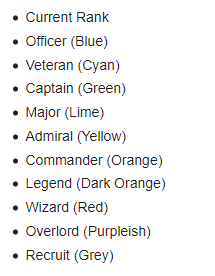 Current Rank
Officer (Blue)
Veteran (Cyan)
Captain (Green)
Major (Lime)
Admiral (Yellow)
Commander (Orange)
Legend (Dark Orange)
Wizard (Red)
Overlord (Purpleish)
Recruit (Grey)